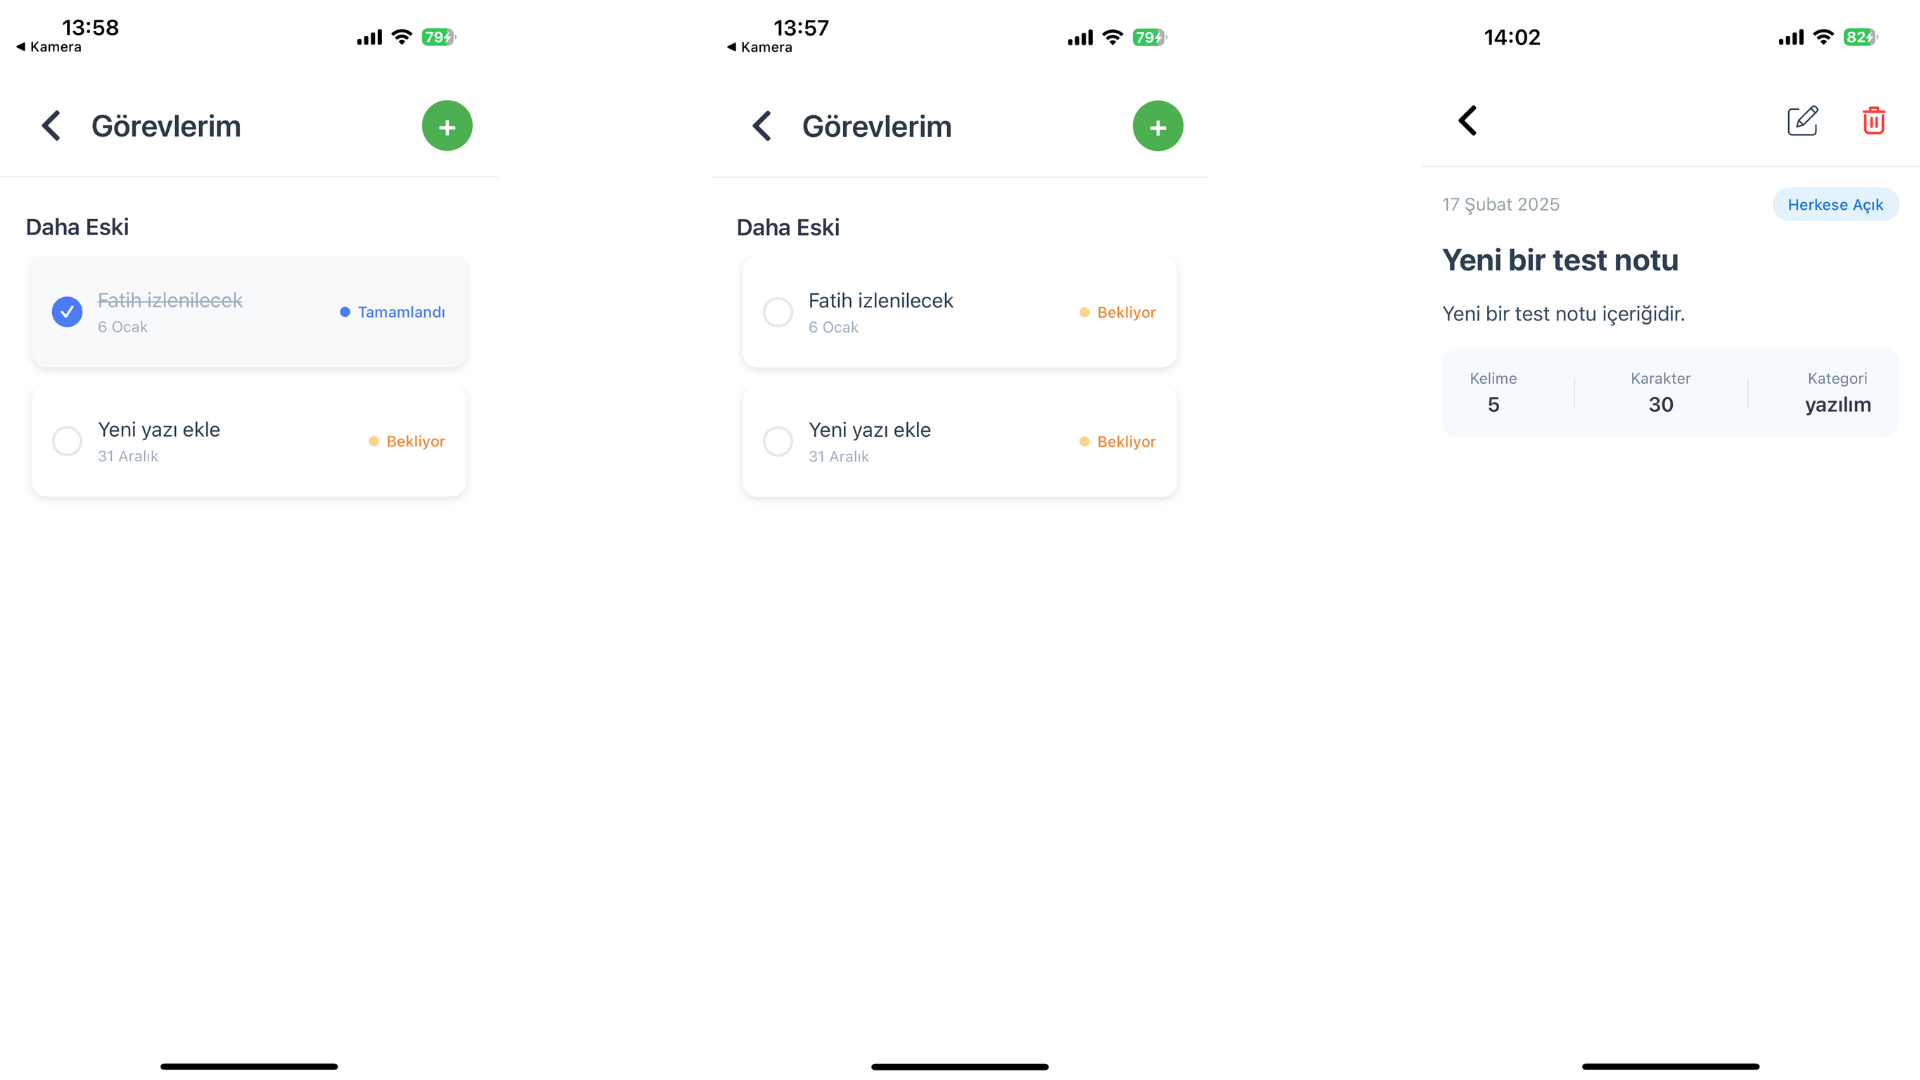 13:58
◀ Kamera
79
Görevlerim
+
Daha Eski
Fatih izlenilecek
6 Ocak
Tamamlandı
Yeni yazı ekle
31 Aralık
Bekliyor
13:57
◀ Kamera
79
Görevlerim
+
Daha Eski
Fatih izlenilecek
6 Ocak
Bekliyor
Yeni yazı ekle
31 Aralık
Bekliyor
14:02
82
17 Şubat 2025
Herkese Açık
Yeni bir test notu
Yeni bir test notu içeriğidir.
Kelime
5
Karakter
30
Kategori
yazılım